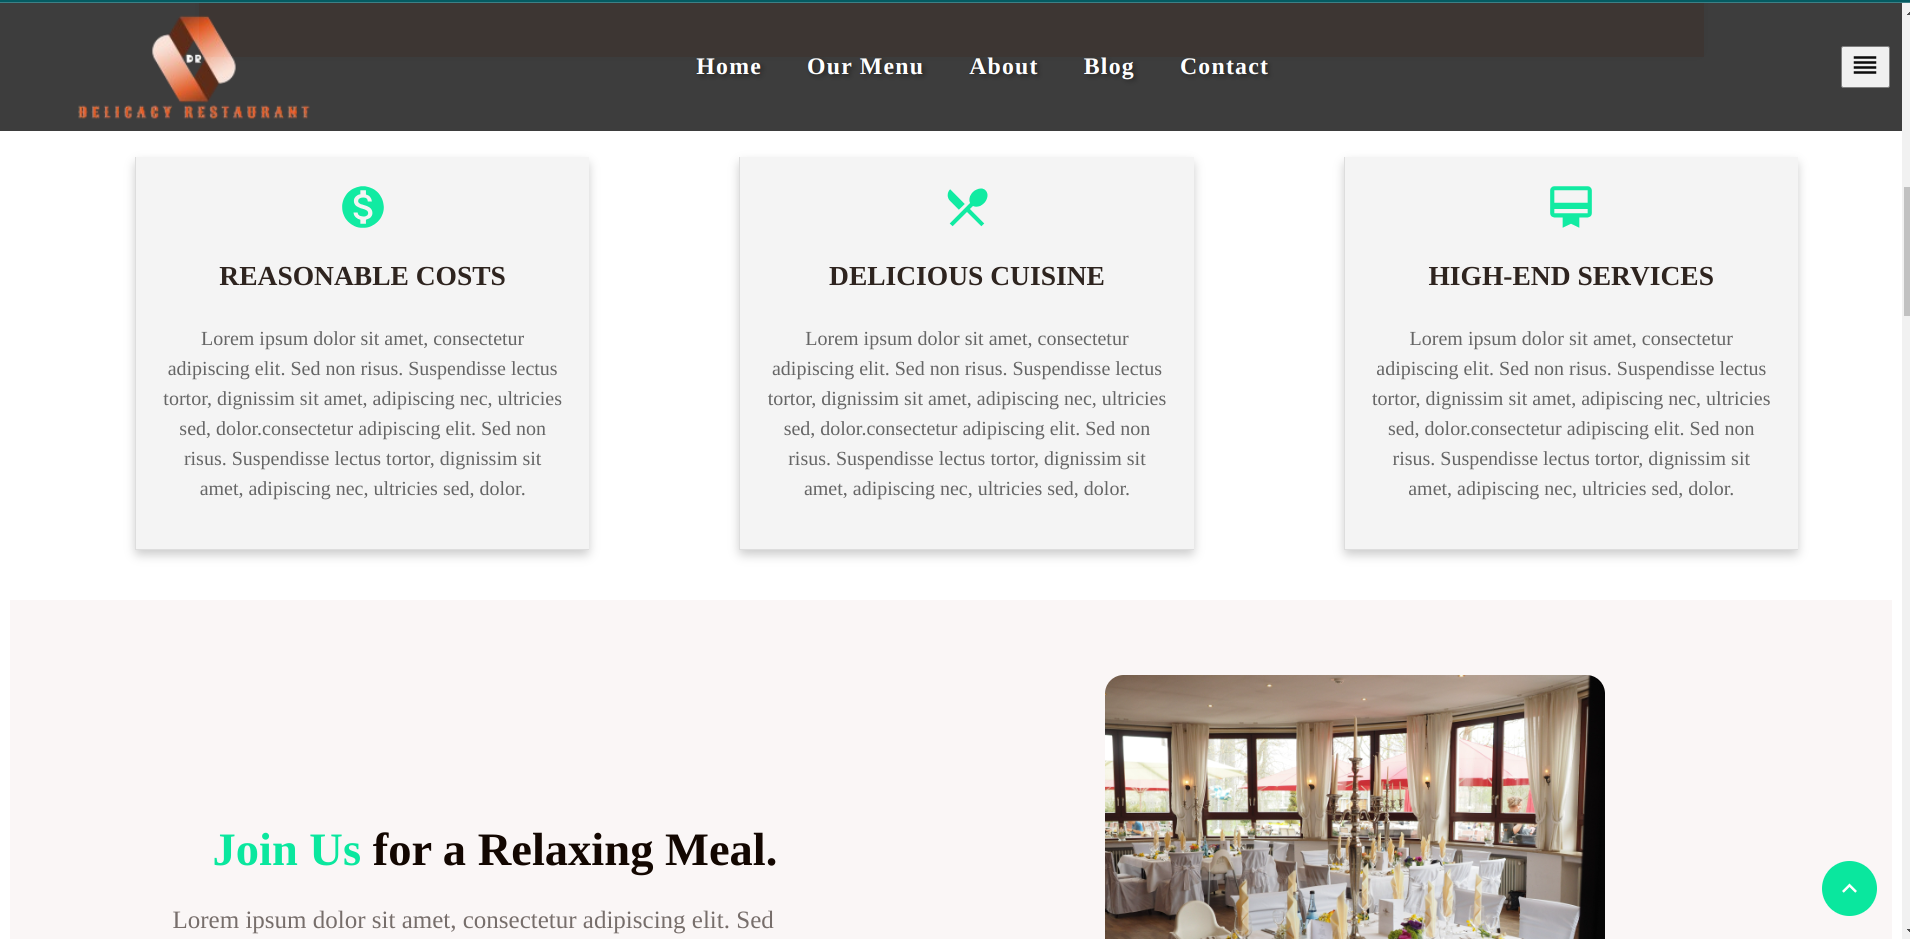 DR
DELICACY RESTAURANT
Home Our Menu About Blog Contact
REASONABLE COSTS
Lorem ipsum dolor sit amet, consectetur
adipiscing elit. Sed non risus. Suspendisse lectus
tortor, dignissim sit amet, adipiscing nec, ultricies
sed, dolor.consectetur adipiscing elit. Sed non
risus. Suspendisse lectus tortor, dignissim sit
amet, adipiscing nec, ultricies sed, dolor.
DELICIOUS CUISINE
Lorem ipsum dolor sit amet, consectetur
adipiscing elit. Sed non risus. Suspendisse lectus
tortor, dignissim sit amet, adipiscing nec, ultricies
sed, dolor.consectetur adipiscing elit. Sed non
risus. Suspendisse lectus tortor, dignissim sit
amet, adipiscing nec, ultricies sed, dolor.
HIGH-END SERVICES
Lorem ipsum dolor sit amet, consectetur
adipiscing elit. Sed non risus. Suspendisse lectus
tortor, dignissim sit amet, adipiscing nec, ultricies
sed, dolor.consectetur adipiscing elit. Sed non
risus. Suspendisse lectus tortor, dignissim sit
amet, adipiscing nec, ultricies sed, dolor.
Join Us for a Relaxing Meal.
Lorem ipsum dolor sit amet, consectetur adipiscing elit. Sed